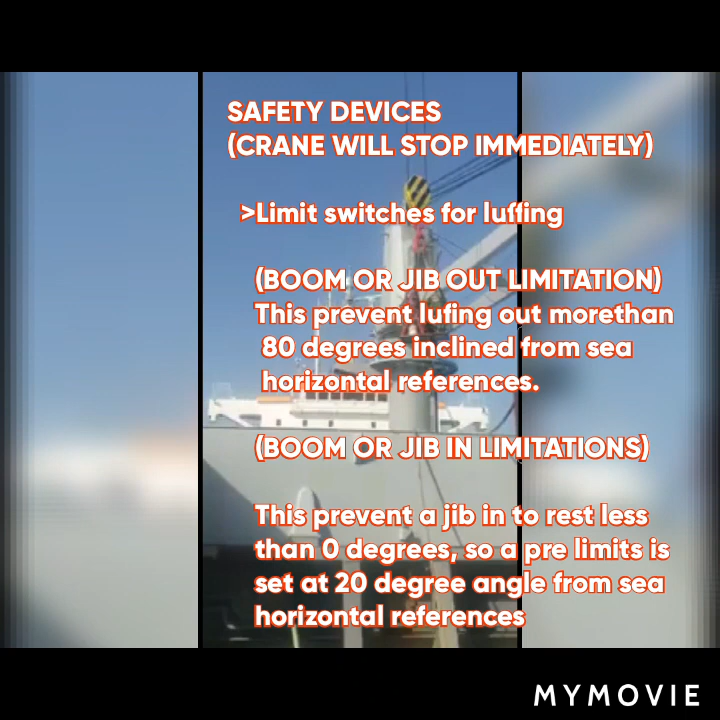 SAFETY DEVICES
(CRANE WILL STOP IMMEDIATELY)
>Limit switches for luffing
(BOOM OR JIB OUT LIMITATION)
This prevent lufing out morethan
80 degrees inclined from sea
horizontal references.
(BOOM OR JIB IN LIMITATIONS)
This prevent a jib in to rest less
than 0 degrees, so a pre limits is
set at 20 degree angle from sea
horizontal references
MYMOVIE